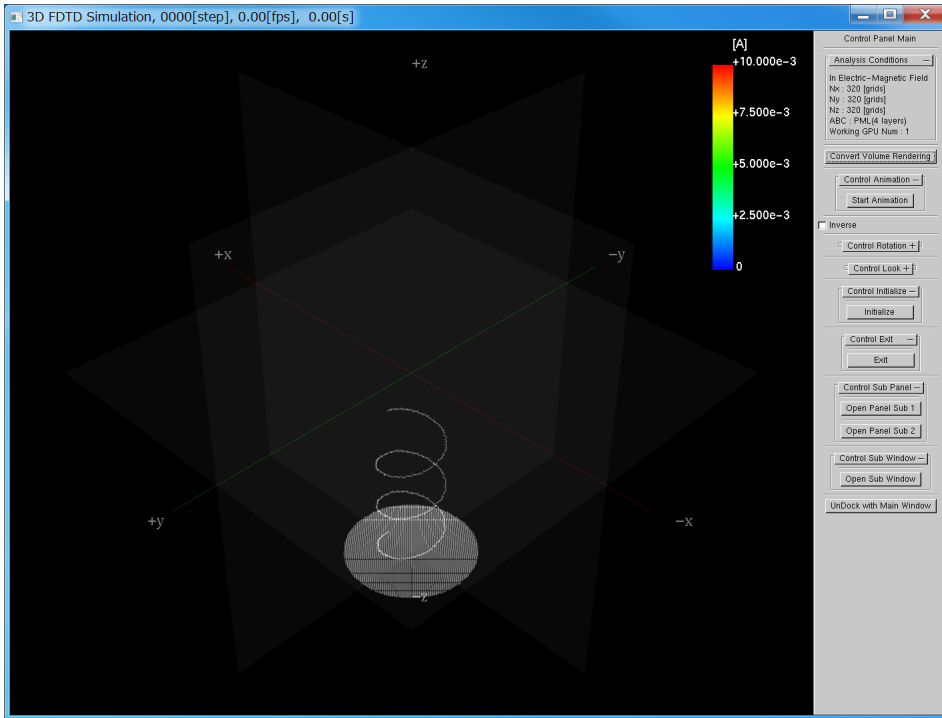 3D FDTD Simulation, 0000[step], 0.00[fps], 0.00[s]
[A]
+10.000e-3
+7.500e-3
+5.000e-3
+2.500e-3
0
+z
+x
-y
+y
-x
-z
Control Panel Main
Analysis Conditions
In Electric-Magnetic Field
Nx : 320 [grids]
Ny : 320 [grids]
Nz : 320 [grids]
ABC : PML(4 layers)
Working GPU Num : 1
Convert Volume Rendering
Control Animation
Start Animation
Inverse
Control Rotation +
Control Look +
Control Initialize
Initialize
Control Exit
Exit
Control Sub Panel
Open Panel Sub 1
Open Panel Sub 2
Control Sub Window
Open Sub Window
UnDock with Main Window